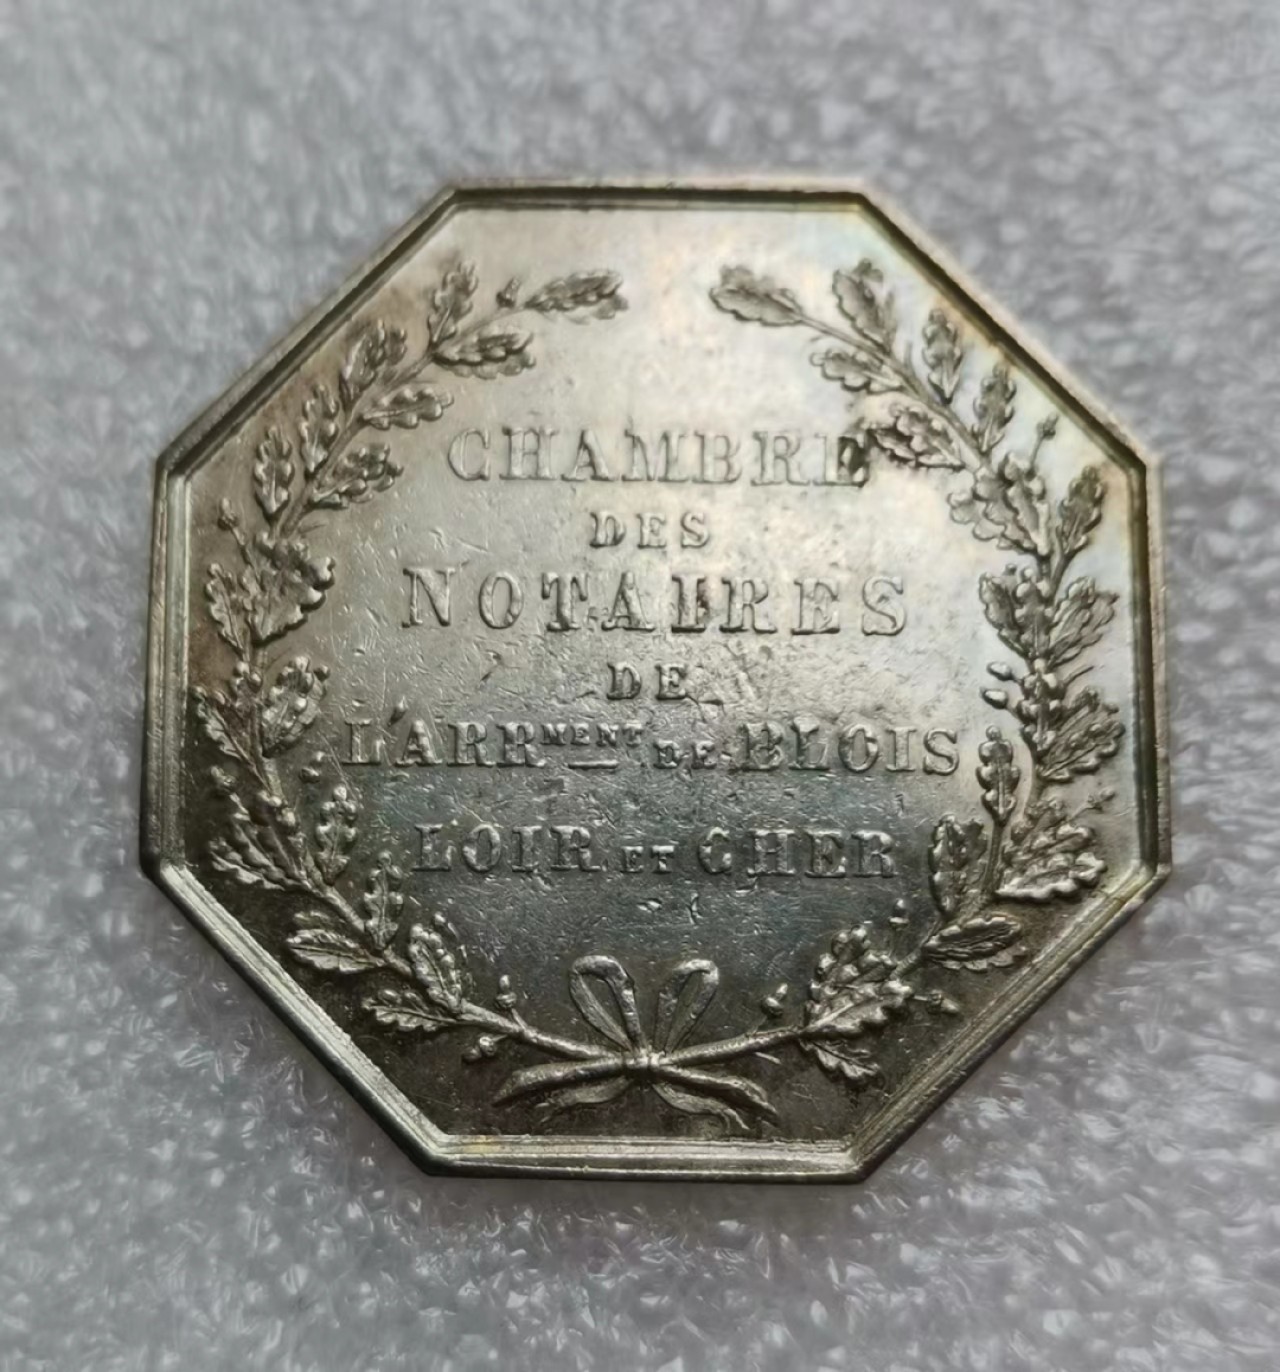 CHAMBRE
DES
NOTAIRES
DE
L'ARRMENT DE BLOIS
LOIR ET CHER